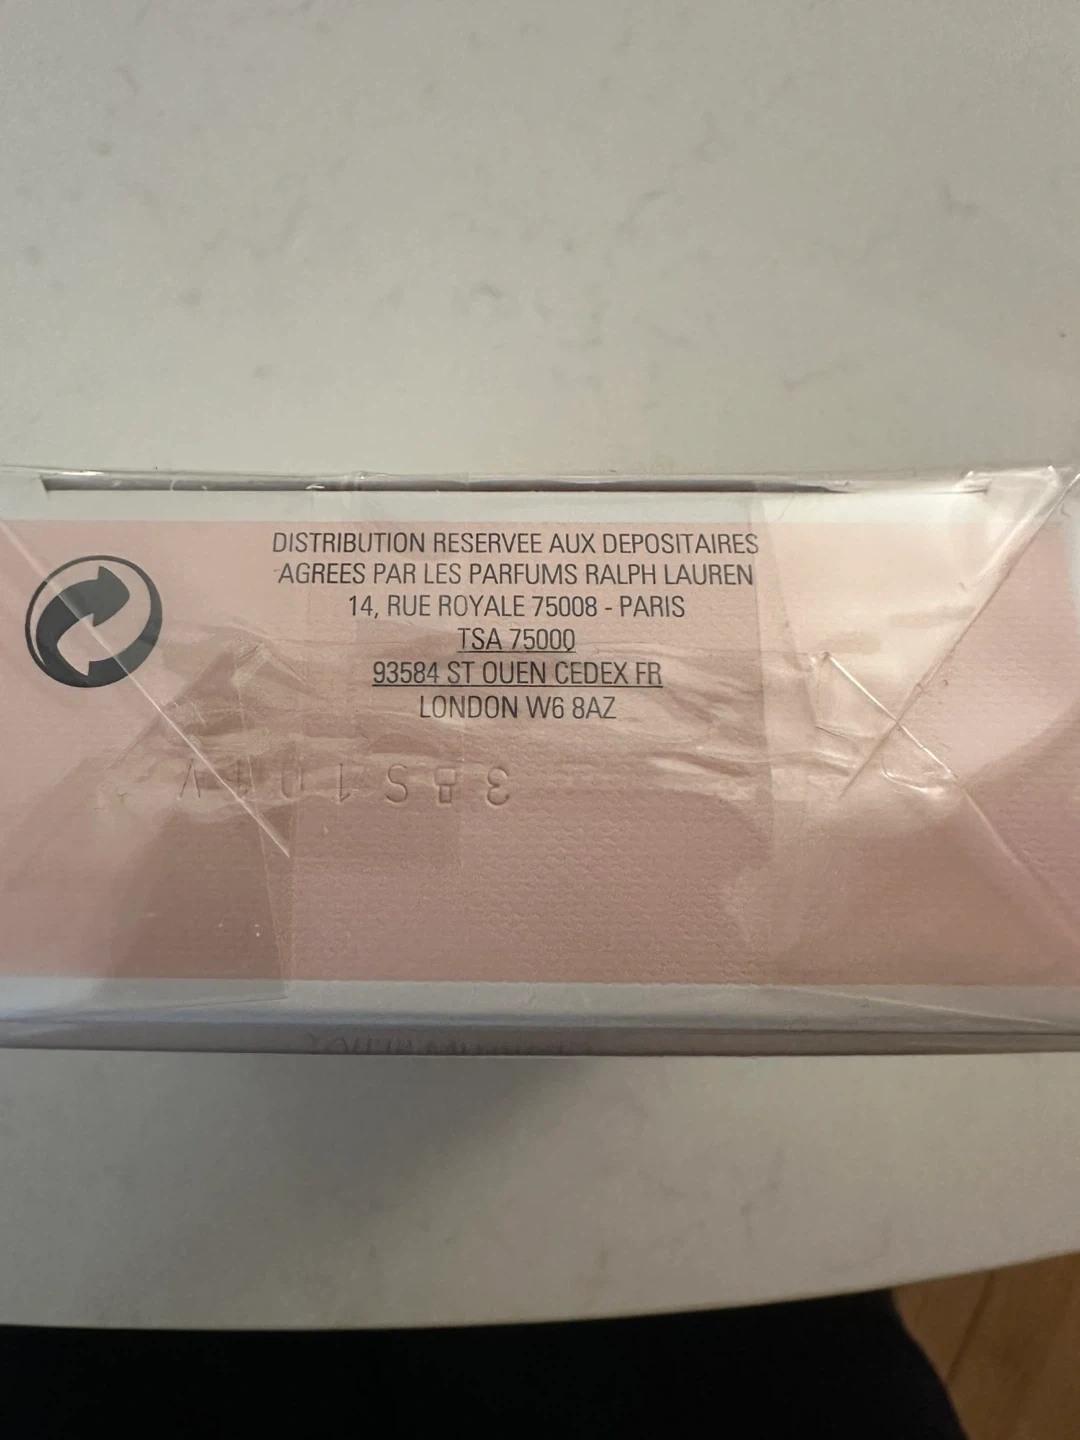 DISTRIBUTION RESERVEE AUX DEPOSITAIRES
AGREES PAR LES PARFUMS RALPH LAUREN
14, RUE ROYALE 75008 - PARIS
TSA 75000
93584 ST OUEN CEDEX FR
LONDON W6 8AZ